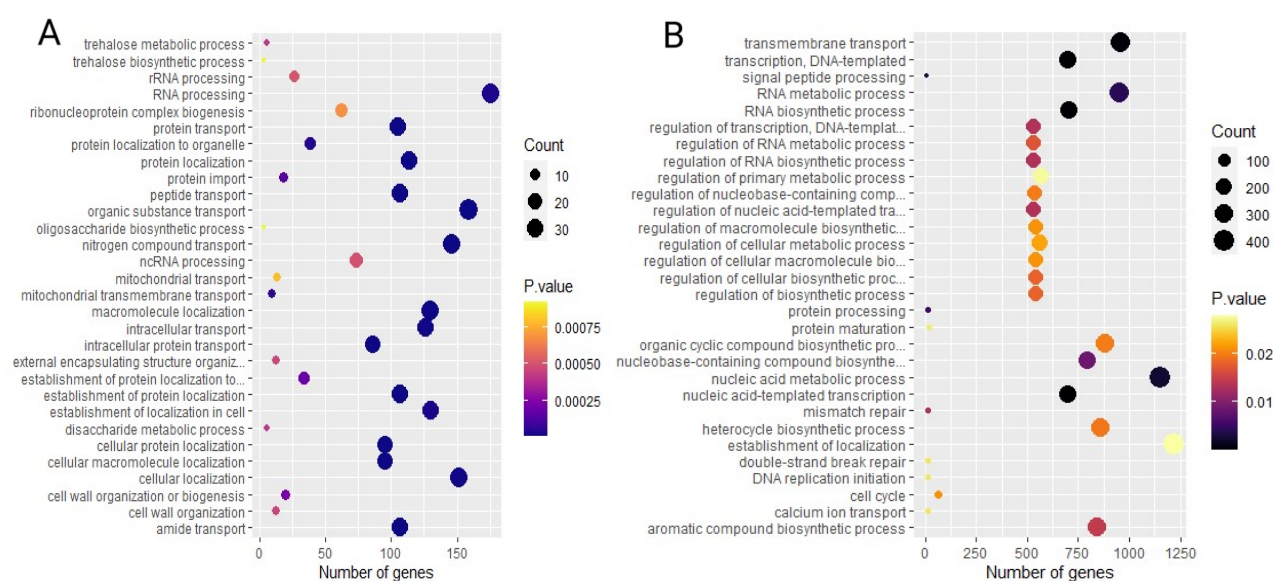 A
trehalose metabolic process
trehalose biosynthetic process
rRNA processing
RNA processing
ribonucleoprotein complex biogenesis
protein transport
protein localization to organelle
protein localization
protein import
peptide transport
organic substance transport
oligosaccharide biosynthetic process
nitrogen compound transport
ncRNA processing
mitochondrial transport
mitochondrial transmembrane transport
macromolecule localization
intracellular transport
intracellular protein transport
external encapsulating structure organiz...
establishment of protein localization to...
establishment of protein localization
establishment of localization in cell
disaccharide metabolic process
cellular protein localization
cellular macromolecule localization
cellular localization
cell wall organization or biogenesis
cell wall organization
amide transport
0 50 100 150
Number of genes
Count
10
20
30
P.value
0.00075
0.00050
0.00025
B
transmembrane transport
transcription, DNA-templated
signal peptide processing
RNA metabolic process
RNA biosynthetic process
regulation of transcription, DNA-templat...
regulation of RNA metabolic process
regulation of RNA biosynthetic process
regulation of primary metabolic process
regulation of nucleobase-containing comp...
regulation of nucleic acid-templated tra...
regulation of macromolecule biosynthetic...
regulation of cellular metabolic process
regulation of cellular macromolecule bio...
regulation of cellular biosynthetic proc...
regulation of biosynthetic process
protein processing
protein maturation
organic cyclic compound biosynthetic pro...
nucleobase-containing compound biosynthe...
nucleic acid metabolic process
nucleic acid-templated transcription
mismatch repair
heterocycle biosynthetic process
establishment of localization
double-strand break repair
DNA replication initiation
cell cycle
calcium ion transport
aromatic compound biosynthetic process
0 250 500 750 1000 1250
Number of genes
Count
100
200
300
400
P.value
0.02
0.01